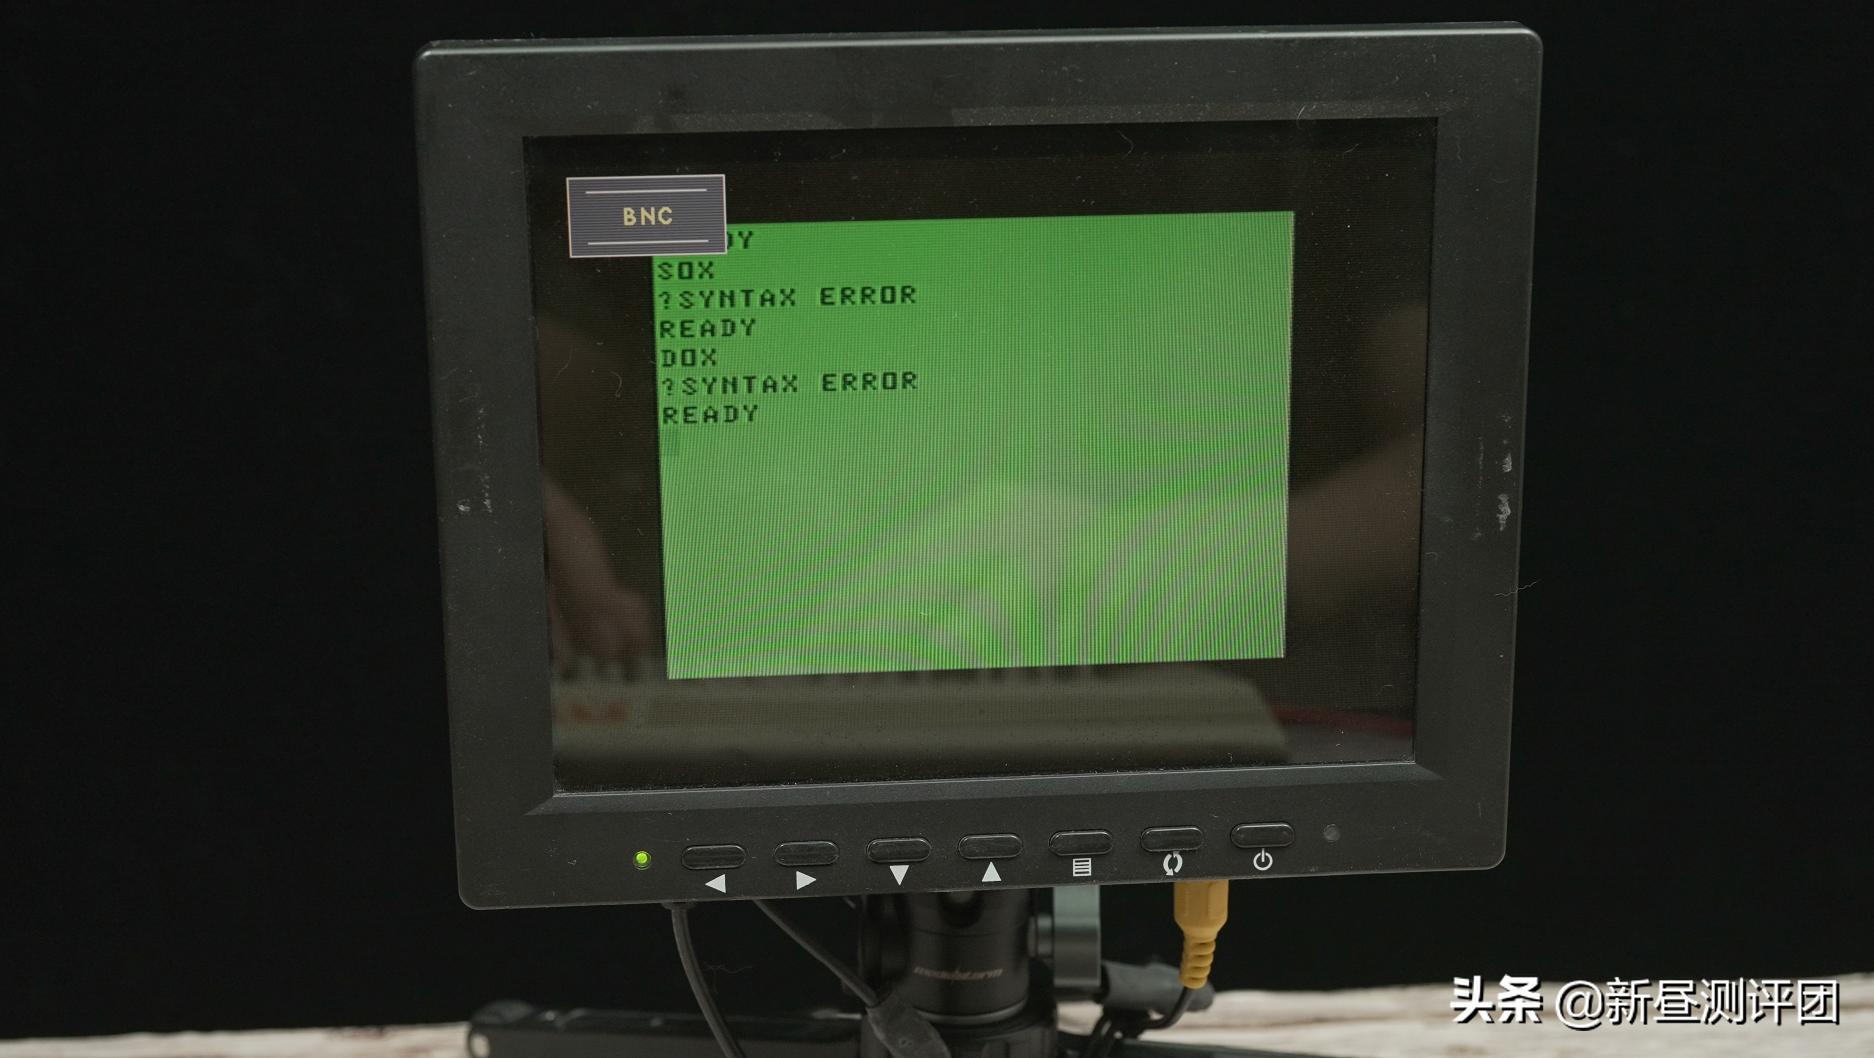 BNC
DY
SOX
?SYNTAX ERROR
READY
DOX
?SYNTAX ERROR
READY
头条 @新昼测评团